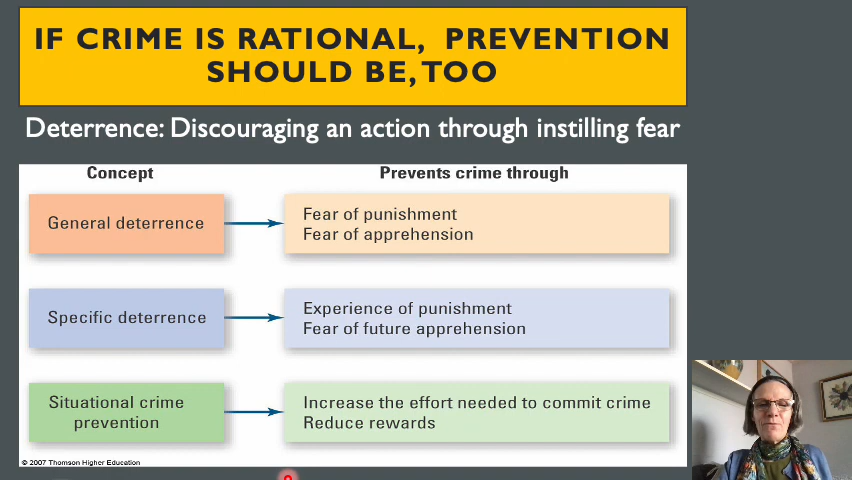 IF CRIME IS RATIONAL, PREVENTION
SHOULD BE, TOO
Deterrence: Discouraging an action through instilling fear
Concept
Prevents crime through
General deterrence
Fear of punishment
Fear of apprehension
Specific deterrence
Experience of punishment
Fear of future apprehension
Situational crime
prevention
Increase the effort needed to commit crime
Reduce rewards
© 2007 Thomson Higher Education